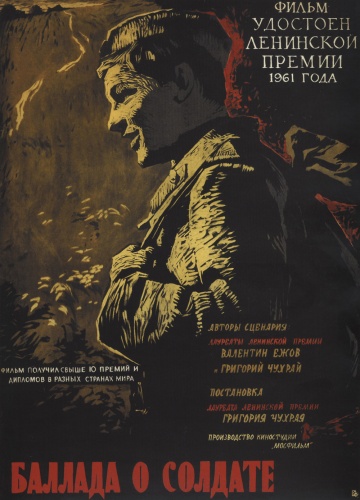 ФИЛЬМ
УДОСТОЕН
ЛЕНИНСКОЙ
ПРЕМИИ
1961 ГОДА
АВТОРЫ СЦЕНАРИЯ
ЛАУРЕАТЫ ЛЕНИНСКОЙ ПРЕМИИ
ВАЛЕНТИН ЕЖОВ
и ГРИГОРИЙ ЧУХРАЙ
ФИЛЬМ ПОЛУЧИЛ СВЫШЕ 10 ПРЕМИЙ И
ДИПЛОМОВ В РАЗНЫХ СТРАНАХ МИРА
ПОСТАНОВКА
ЛАУРЕАТА ЛЕНИНСКОЙ ПРЕМИИ
ГРИГОРИЯ ЧУХРАЯ
ПРОИЗВОДСТВО КИНОСТУДИИ
"МОСФИЛЬМ"
БАЛЛАДА О СОЛДАТЕ